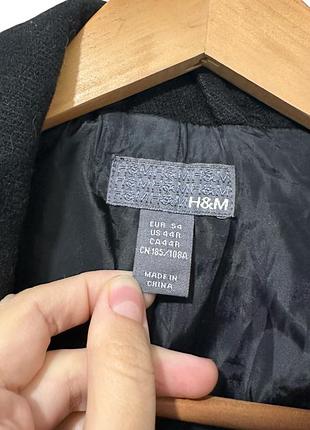 H&M H&M H&M
H&M H&M H&M
H&M H&M
H&M
EUR 54
US 44R
CA 44R
CN 185/108A
MADE IN
CHINA